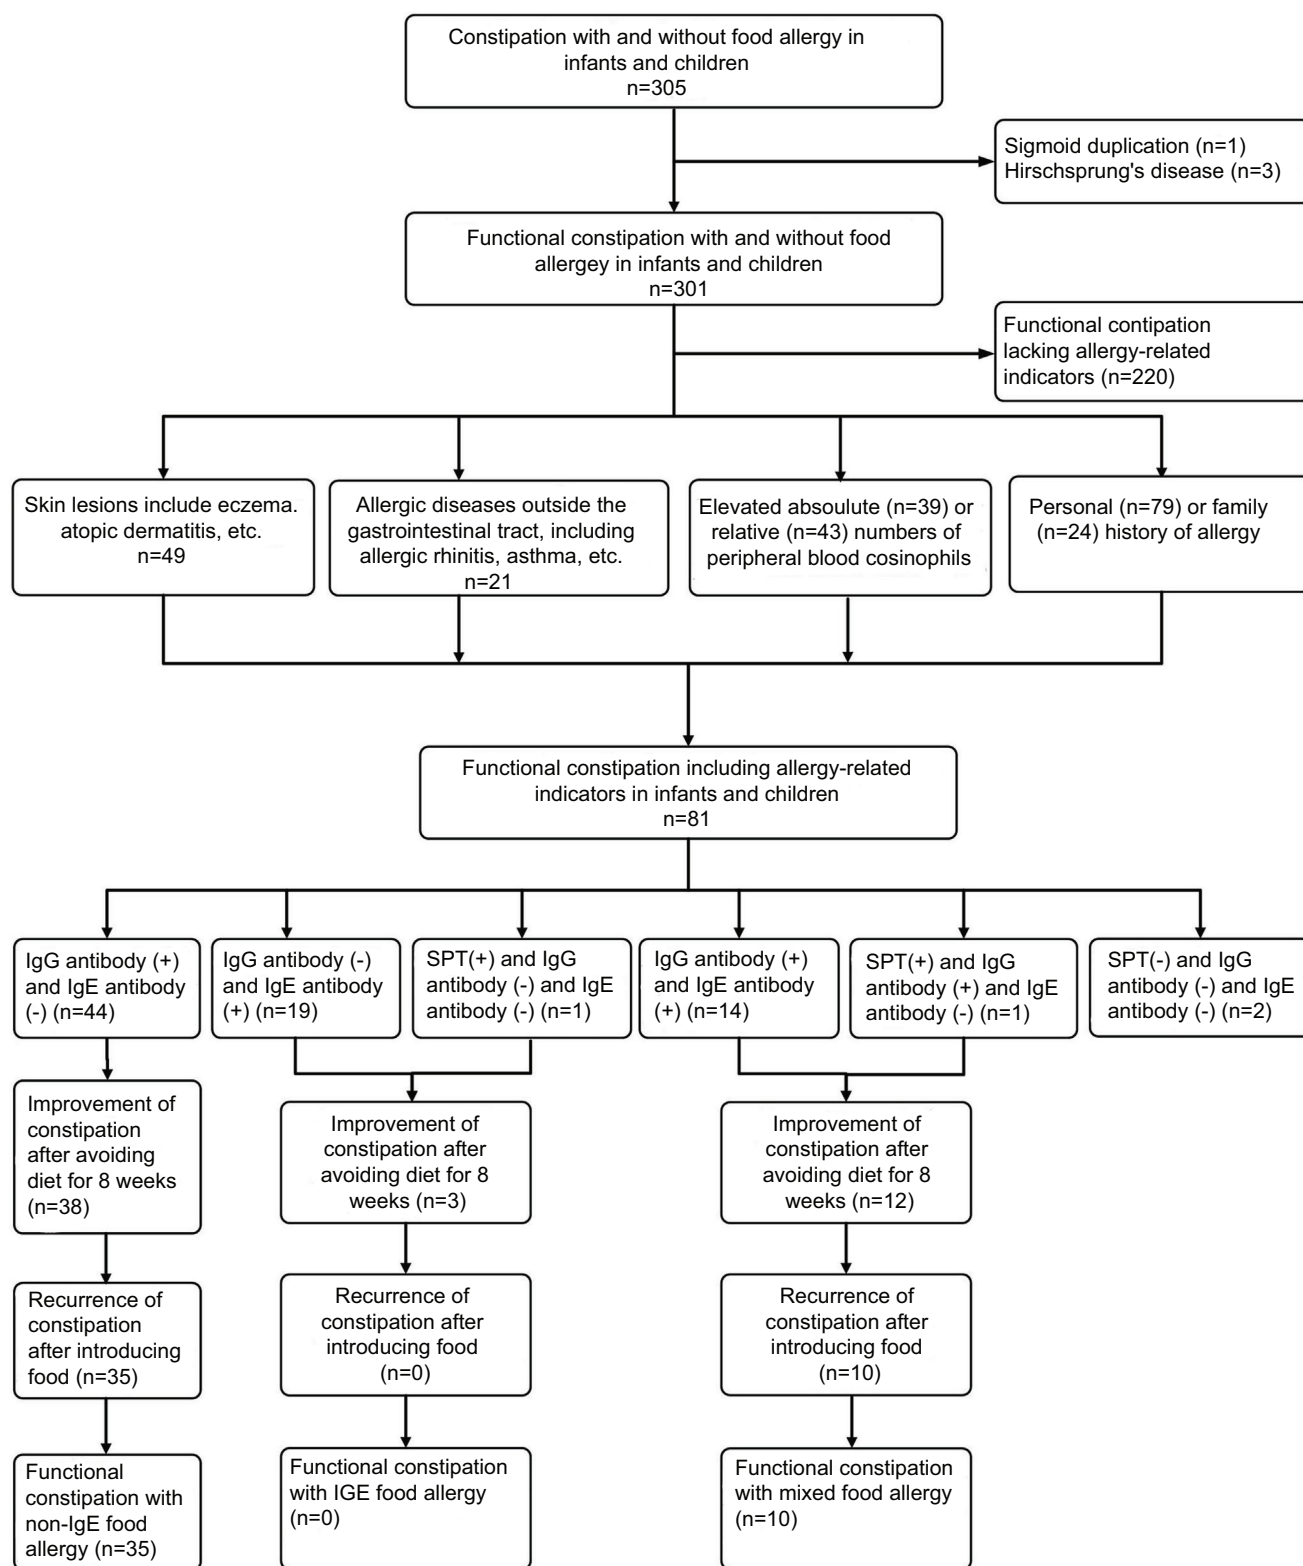 Constipation with and without food allergy in
infants and children
n=305
Sigmoid duplication (n=1)
Hirschsprung's disease (n=3)
Functional constipation with and without food
allergey in infants and children
n=301
Functional contipation
lacking allergy-related
indicators (n=220)
Skin lesions include eczema.
atopic dermatitis, etc.
n=49
Allergic diseases outside the
gastrointestinal tract, including
allergic rhinitis, asthma, etc.
n=21
Elevated absoulute (n=39) or
relative (n=43) numbers of
peripheral blood cosinophils
Personal (n=79) or family
(n=24) history of allergy
Functional constipation including allergy-related
indicators in infants and children
n=81
IgG antibody (+)
and IgE antibody
(-) (n=44)
IgG antibody (-)
and IgE antibody
(+) (n=19)
SPT(+) and IgG
antibody (-) and IgE
antibody (-) (n=1)
IgG antibody (+)
and IgE antibody
(+) (n=14)
SPT(+) and IgG
antibody (+) and IgE
antibody (-) (n=1)
SPT(-) and IgG
antibody (-) and IgE
antibody (-) (n=2)
Improvement of
constipation
after avoiding
diet for 8 weeks
(n=38)
Improvement of
constipation after
avoiding diet for 8
weeks (n=3)
Improvement of
constipation after
avoiding diet for 8
weeks (n=12)
Recurrence of
constipation
after introducing
food (n=35)
Recurrence of
constipation after
introducing food
(n=0)
Recurrence of
constipation after
introducing food
(n=10)
Functional
constipation with
non-IgE food
allergy (n=35)
Functional constipation
with IGE food allergy
(n=0)
Functional constipation
with mixed food allergy
(n=10)